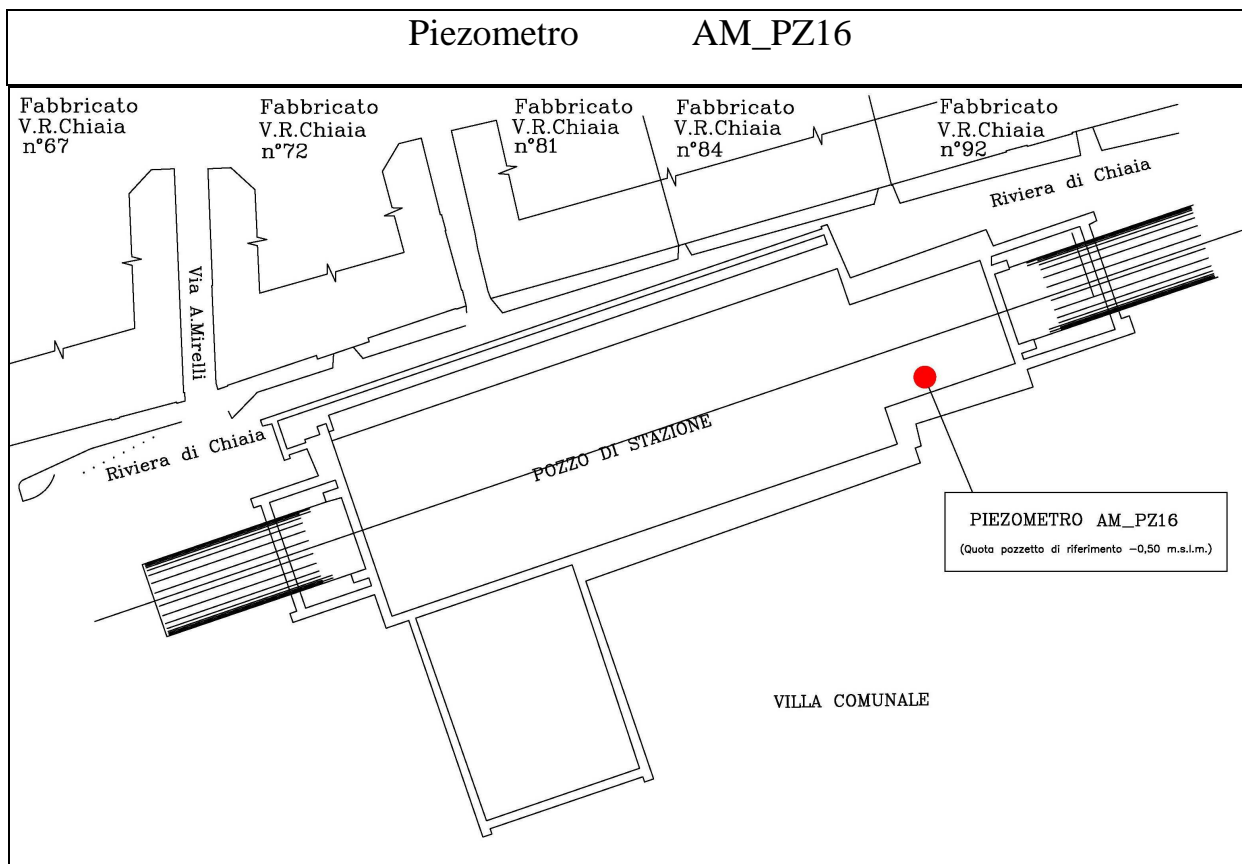 Piezometro AM_PZ16
Fabbricato
V.R.Chiaia
n°67
Fabbricato
V.R.Chiaia
n°72
Fabbricato
V.R.Chiaia
n°81
Fabbricato
V.R.Chiaia
n°84
Fabbricato
V.R.Chiaia
n°92
Riviera di Chiaia
Via A.Mirelli
Riviera di Chiaia
POZZO DI STAZIONE
PIEZOMETRO AM_PZ16
(Quota pozzetto di riferimento -0,50 m.s.l.m.)
VILLA COMUNALE